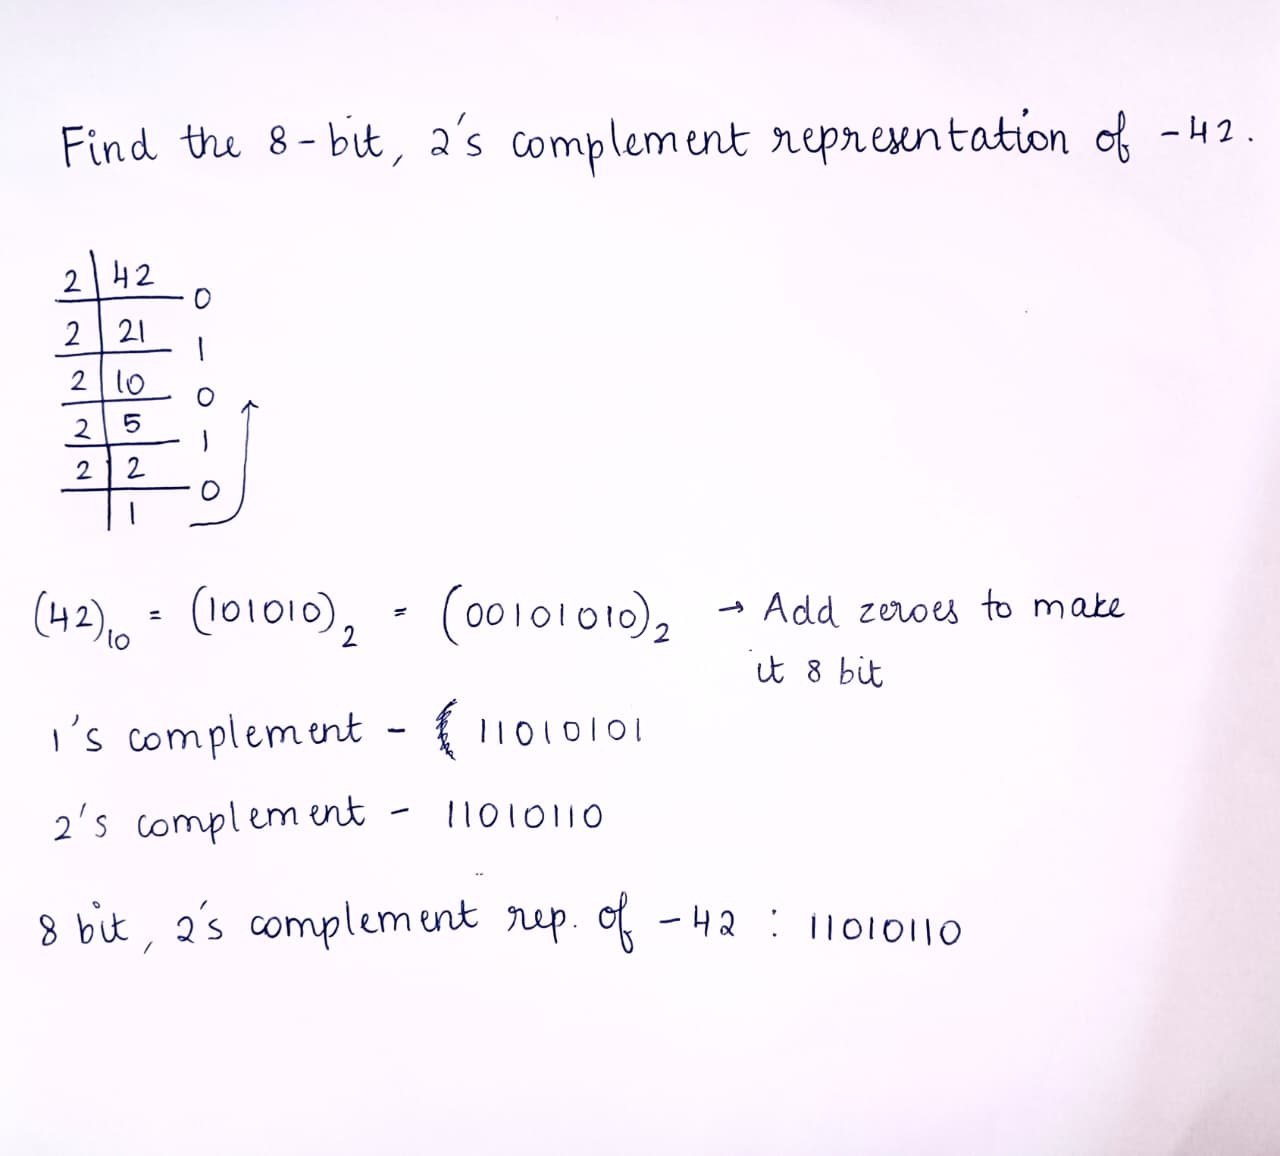 Find the 8-bit, 2's complement representation of -42.
2 | 42
0
2 | 21
1
2 | 10
0
2 | 5
1
2 | 2
0
1
(42)₁₀ = (101010)₂ = (00101010)₂ → Add zeroes to make
it 8 bit
1's complement - 11010101
2's complement - 11010110
8 bit, 2's complement rep. of -42 : 11010110